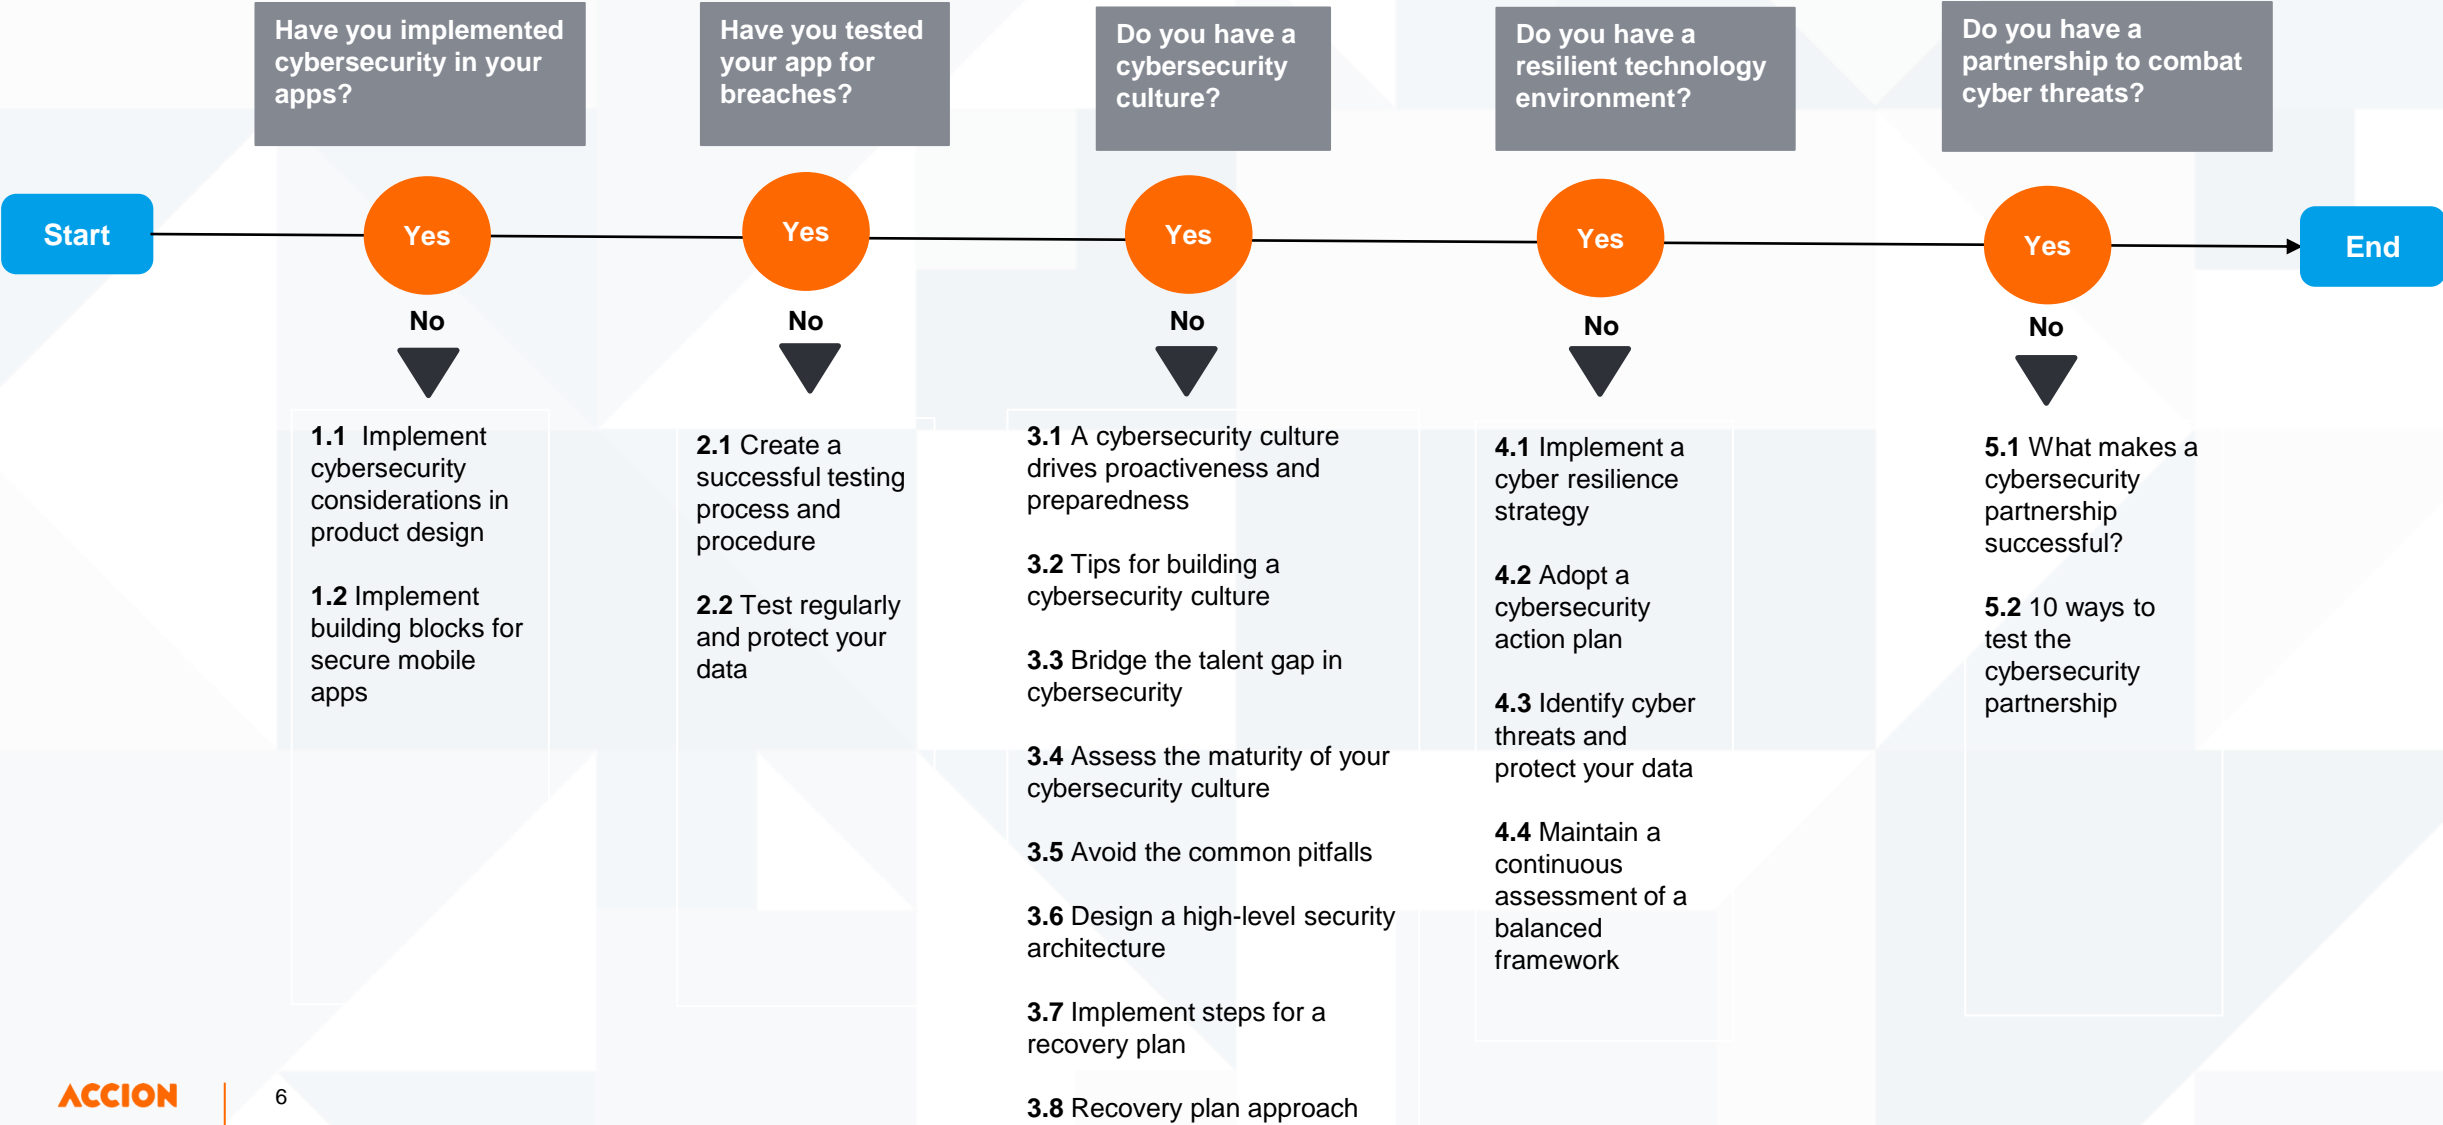 Have you implemented
cybersecurity in your
apps?
Have you tested
your app for
breaches?
Do you have a
cybersecurity
culture?
Do you have a
resilient technology
environment?
Do you have a
partnership to combat
cyber threats?
Start
Yes
Yes
Yes
Yes
Yes
End
No
No
No
No
No
1.1 Implement
cybersecurity
considerations in
product design
1.2 Implement
building blocks for
secure mobile
apps
2.1 Create a
successful testing
process and
procedure
2.2 Test regularly
and protect your
data
3.1 A cybersecurity culture
drives proactiveness and
preparedness
3.2 Tips for building a
cybersecurity culture
3.3 Bridge the talent gap in
cybersecurity
3.4 Assess the maturity of your
cybersecurity culture
3.5 Avoid the common pitfalls
3.6 Design a high-level security
architecture
3.7 Implement steps for a
recovery plan
3.8 Recovery plan approach
4.1 Implement a
cyber resilience
strategy
4.2 Adopt a
cybersecurity
action plan
4.3 Identify cyber
threats and
protect your data
4.4 Maintain a
continuous
assessment of a
balanced
framework
5.1 What makes a
cybersecurity
partnership
successful?
5.2 10 ways to
test the
cybersecurity
partnership
ACCION
6